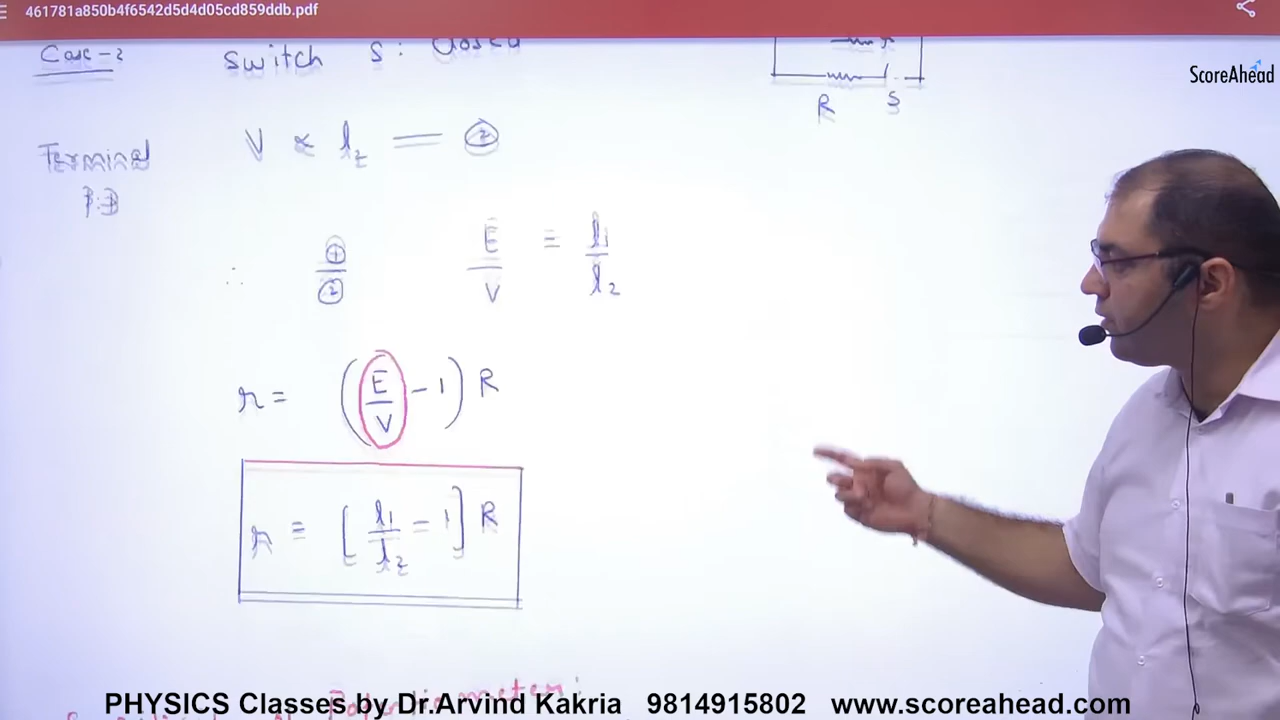 461781a850b4f6542d5d4d05cd859ddb.pdf
ScoreAhead
Case-2 Switch S: Closed
R S
Terminal P.D V ∝ l₂ = ②
∴ ①/② E/V = l₁/l₂
r = (E/V - 1) R
r = [l₁/l₂ - 1] R
Potentiometer:
PHYSICS Classes by Dr.Arvind Kakria 9814915802 www.scoreahead.com